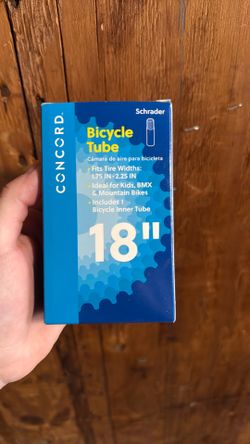 CONCORD.
Schrader
Bicycle
Tube
Cámara de aire para bicicleta
• Fits Tire Widths:
1.75 IN-2.25 IN
• Ideal for Kids, BMX
& Mountain Bikes
• Includes 1
Bicycle Inner Tube
18"